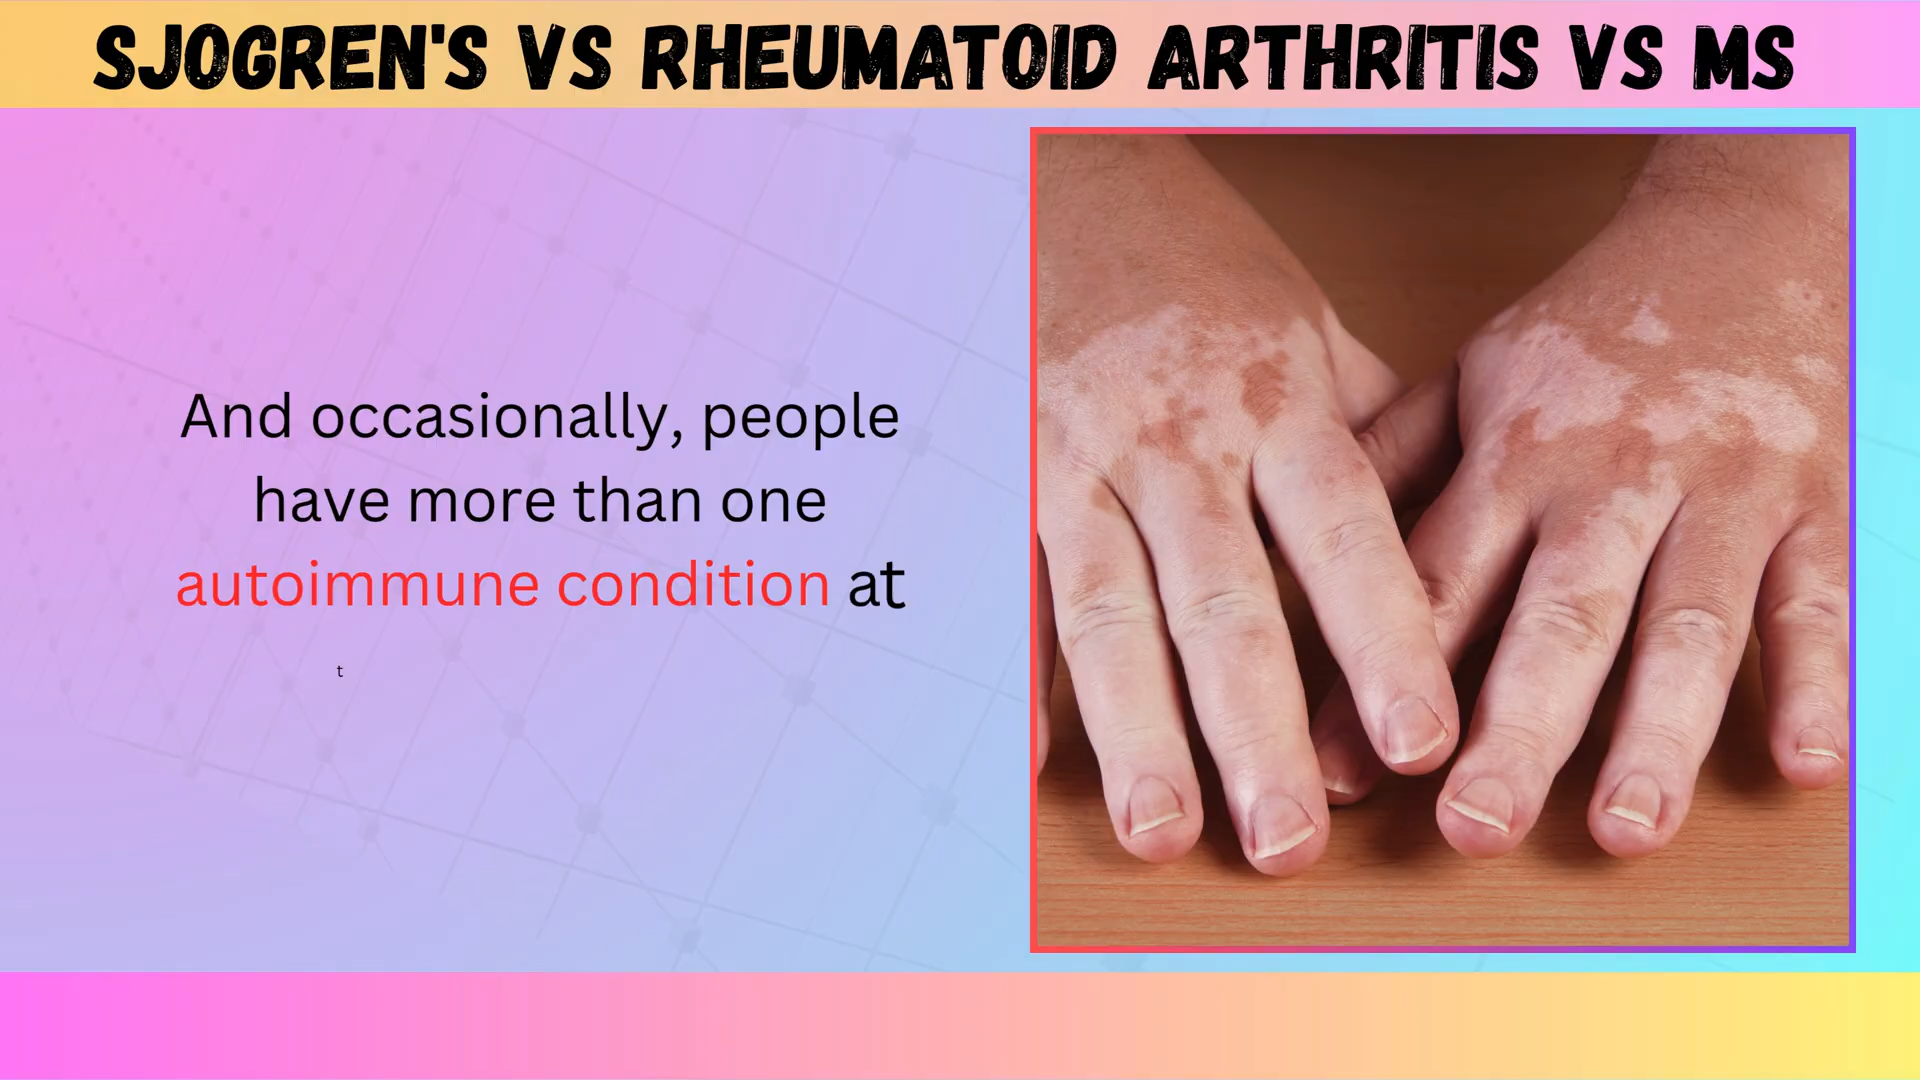 SJOGREN'S VS RHEUMATOID ARTHRITIS VS MS
And occasionally, people
have more than one
autoimmune condition at
t